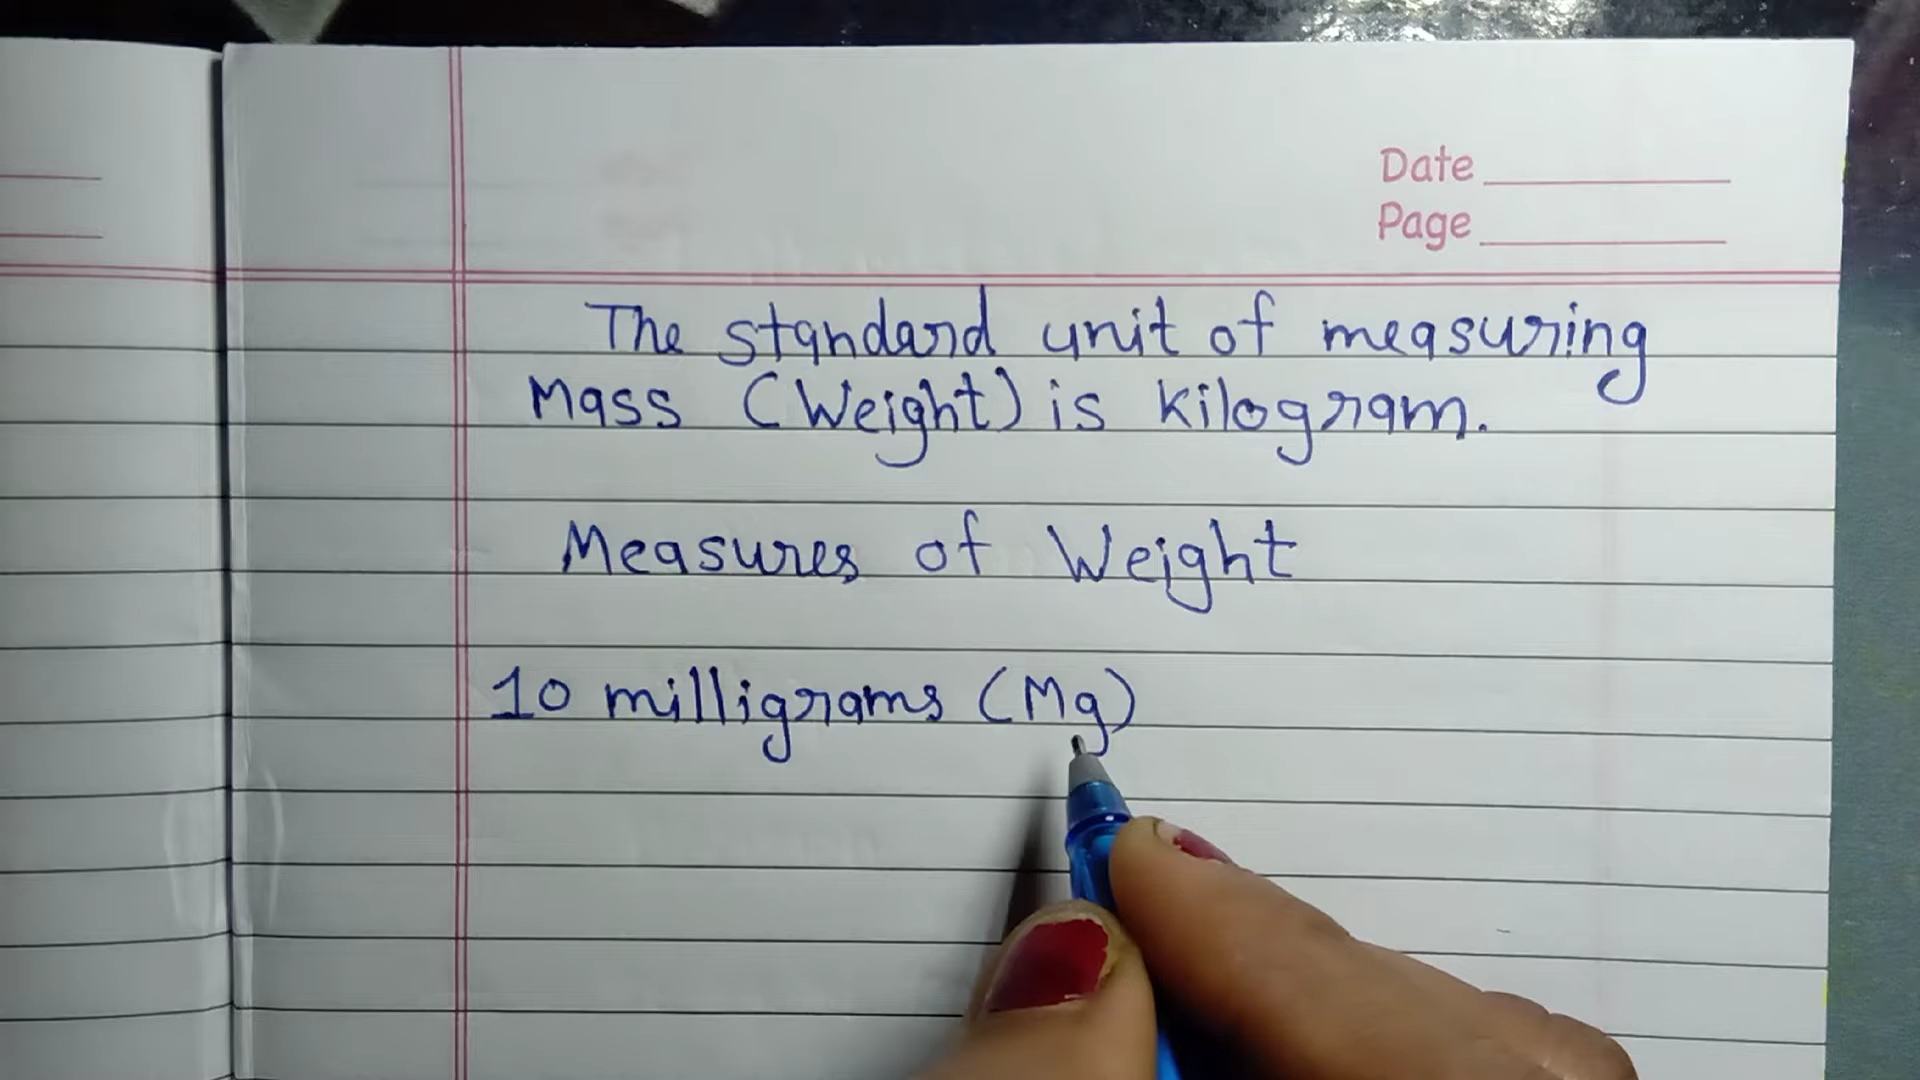 Date
Page
The standard unit of measuring
Mass (Weight) is kilogram.
Measures of Weight
10 milligrams (Mg)